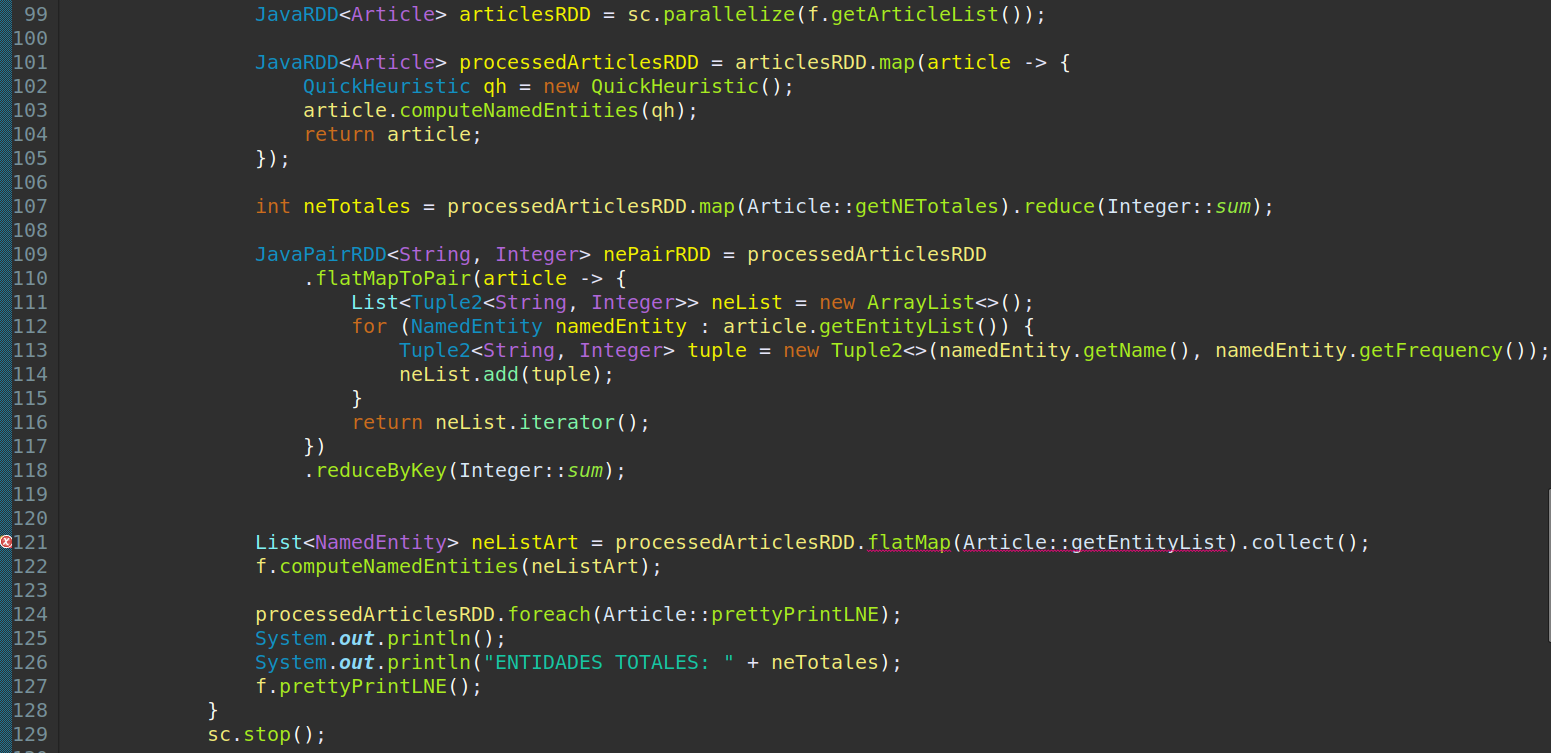 99 JavaRDD<Article> articlesRDD = sc.parallelize(f.getArticleList());
100
101 JavaRDD<Article> processedArticlesRDD = articlesRDD.map(article -> {
102 QuickHeuristic qh = new QuickHeuristic();
103 article.computeNamedEntities(qh);
104 return article;
105 });
106
107 int neTotales = processedArticlesRDD.map(Article::getNETotales).reduce(Integer::sum);
108
109 JavaPairRDD<String, Integer> nePairRDD = processedArticlesRDD
110 .flatMapToPair(article -> {
111 List<Tuple2<String, Integer>> neList = new ArrayList<>();
112 for (NamedEntity namedEntity : article.getEntityList()) {
113 Tuple2<String, Integer> tuple = new Tuple2<>(namedEntity.getName(), namedEntity.getFrequency());
114 neList.add(tuple);
115 }
116 return neList.iterator();
117 })
118 .reduceByKey(Integer::sum);
119
120
121 List<NamedEntity> neListArt = processedArticlesRDD.flatMap(Article::getEntityList).collect();
122 f.computeNamedEntities(neListArt);
123
124 processedArticlesRDD.foreach(Article::prettyPrintLNE);
125 System.out.println();
126 System.out.println("ENTIDADES TOTALES: " + neTotales);
127 f.prettyPrintLNE();
128 }
129 sc.stop();